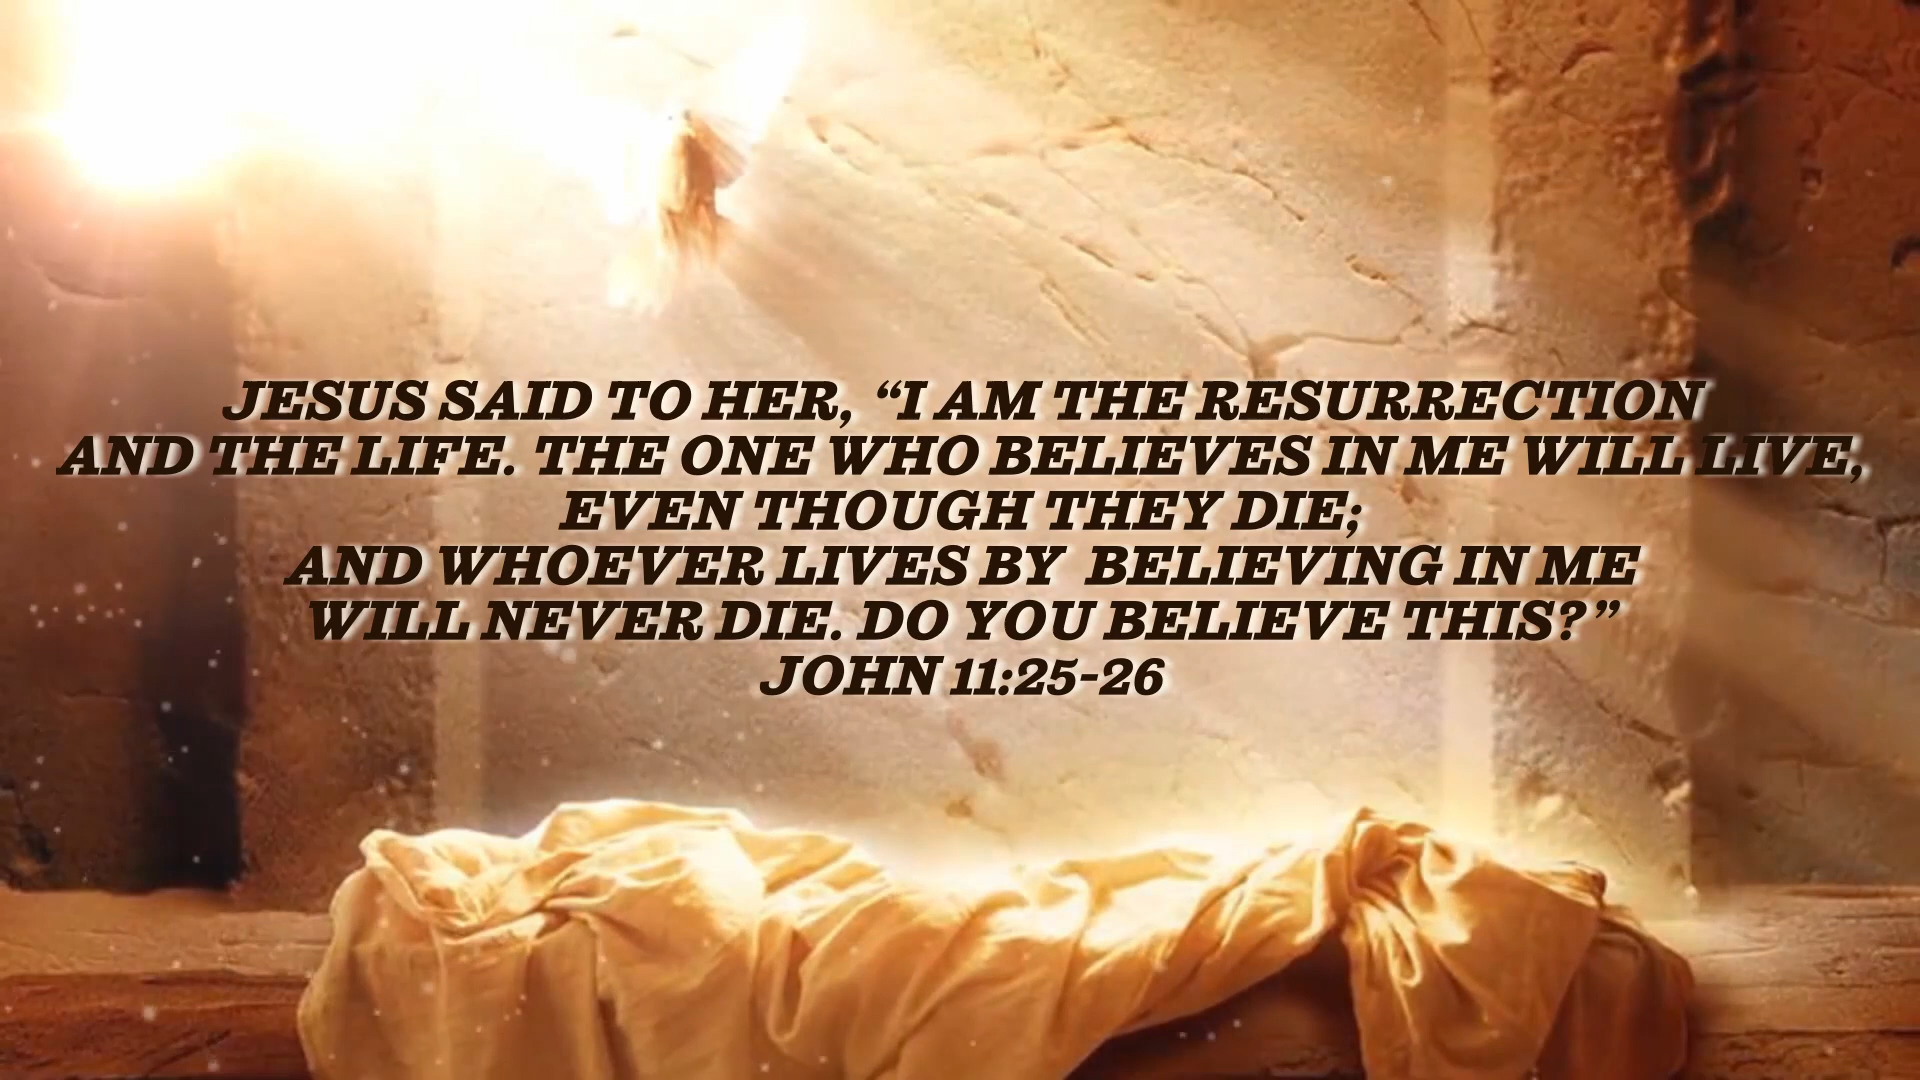 JESUS SAID TO HER, “I AM THE RESURRECTION
AND THE LIFE. THE ONE WHO BELIEVES IN ME WILL LIVE,
EVEN THOUGH THEY DIE;
AND WHOEVER LIVES BY  BELIEVING IN ME
WILL NEVER DIE. DO YOU BELIEVE THIS?”
JOHN 11:25-26